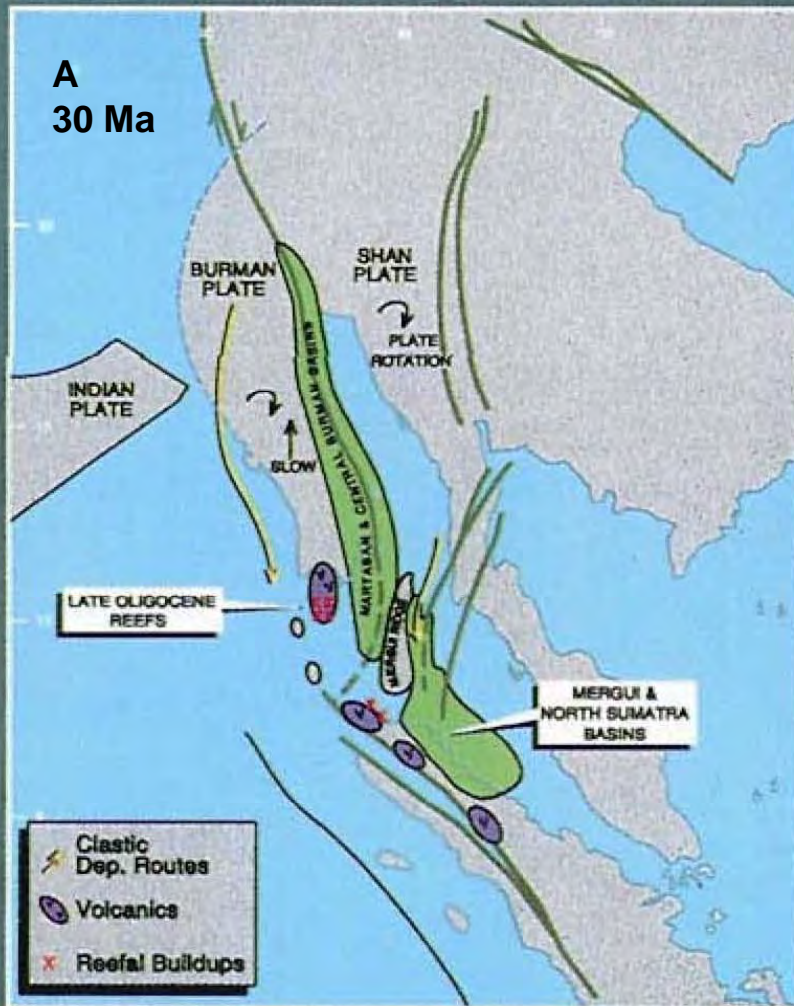 A
30 Ma
BURMAN
PLATE
SHAN
PLATE
PLATE
ROTATION
INDIAN
PLATE
SLOW
MARTABAN & CENTRAL BURMAN BASINS
LATE OLIGOCENE
REEFS
MERGUI &
NORTH SUMATRA
BASINS
Clastic
Dep. Routes
Volcanics
Reefal Buildups